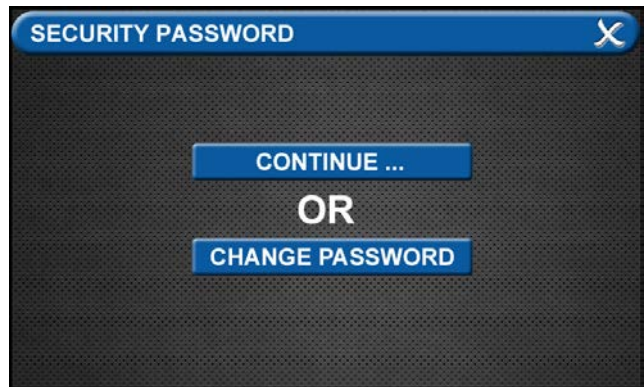 SECURITY PASSWORD
CONTINUE ...
OR
CHANGE PASSWORD